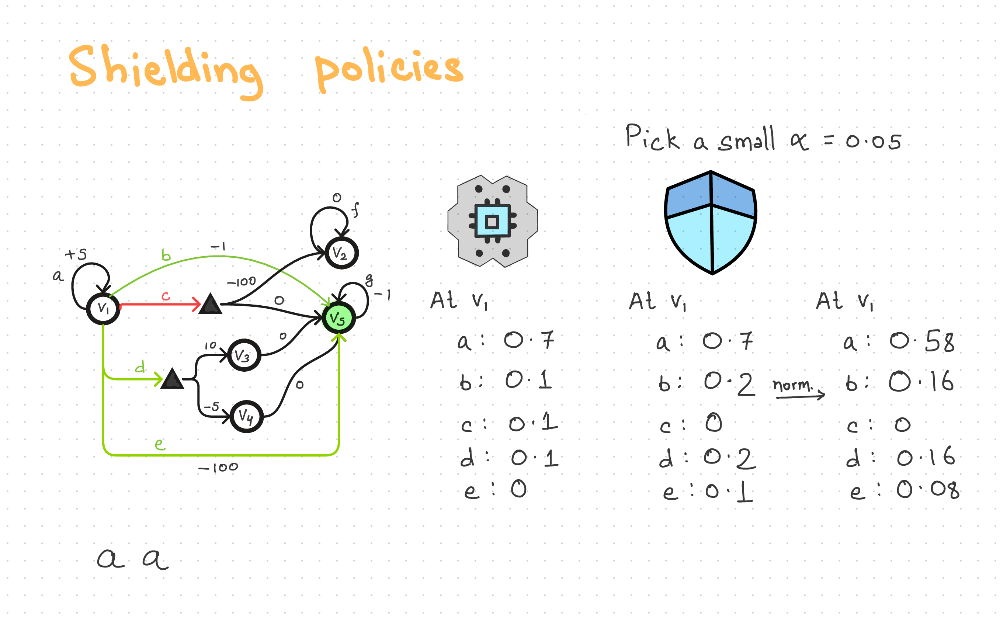 Shielding policies
Pick a small α = 0.05
0
f
+5
b
-1
V2
a
-100
g
c
0
-1
V1
V5
10
0
V3
d
0
-5
V4
e
-100
At V1
a: 0.7
b: 0.1
c: 0.1
d: 0.1
e: 0
At V1
a: 0.7
b: 0.2
c: 0
d: 0.2
e: 0.1
norm.
At V1
a: 0.58
b: 0.16
c: 0
d: 0.16
e: 0.08
a a